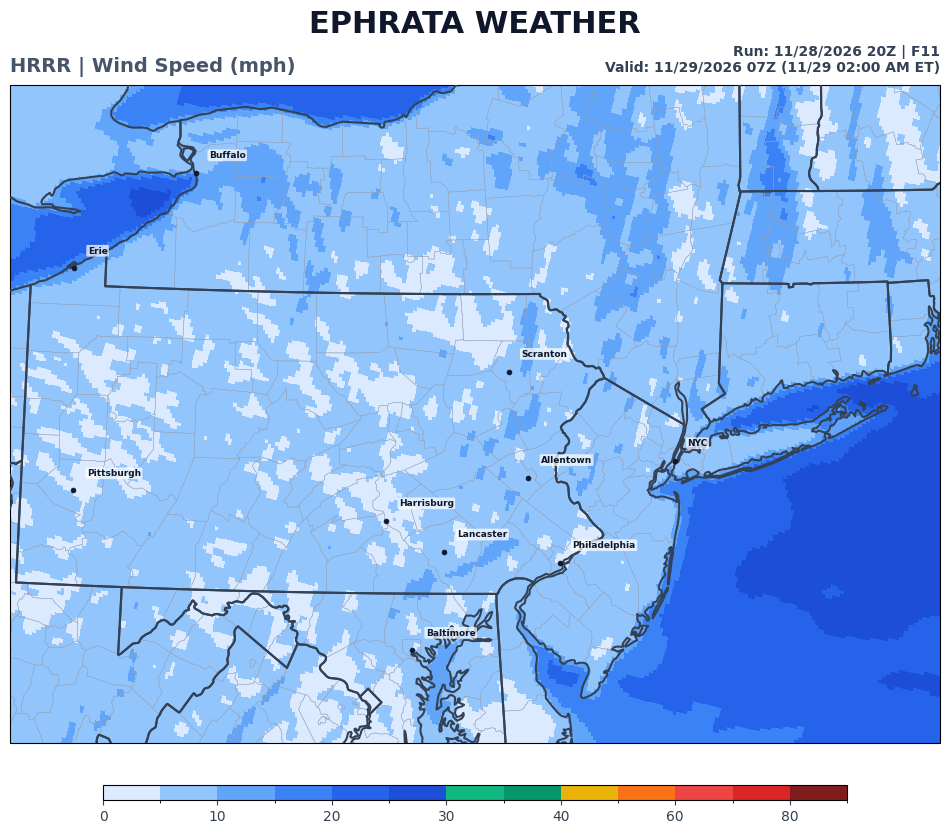 EPHRATA WEATHER
HRRR | Wind Speed (mph)
Run: 11/28/2026 20Z | F11
Valid: 11/29/2026 07Z (11/29 02:00 AM ET)
Buffalo
Erie
Scranton
NYC
Allentown
Pittsburgh
Harrisburg
Lancaster
Philadelphia
Baltimore
0 10 20 30 40 60 80